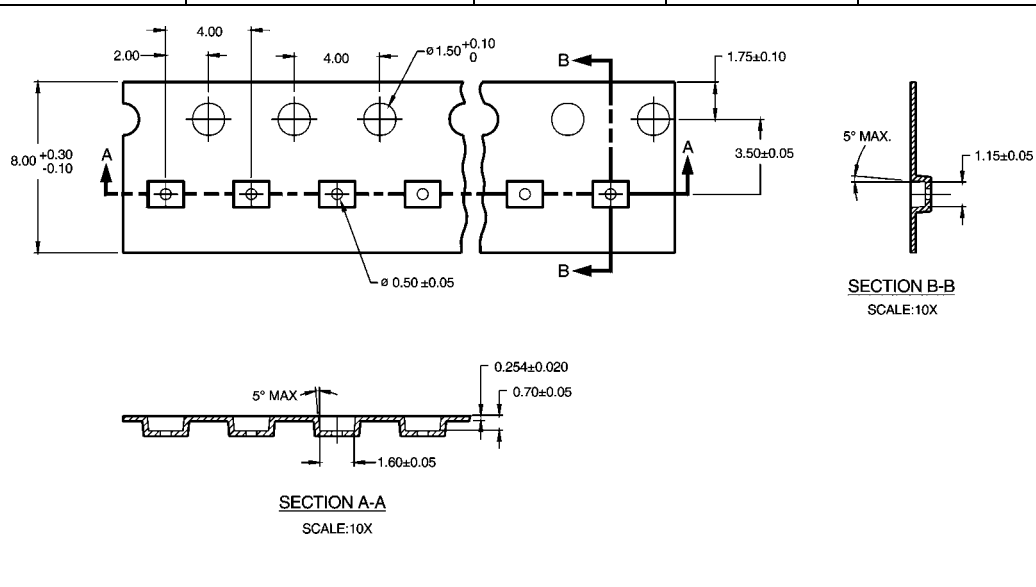 4.00
2.00
4.00
ø1.50 +0.10
0
B
1.75±0.10
8.00 +0.30
-0.10
A
A
3.50±0.05
5° MAX.
1.15±0.05
B
ø 0.50 ±0.05
SECTION B-B
SCALE:10X
0.254±0.020
5° MAX
0.70±0.05
1.60±0.05
SECTION A-A
SCALE:10X